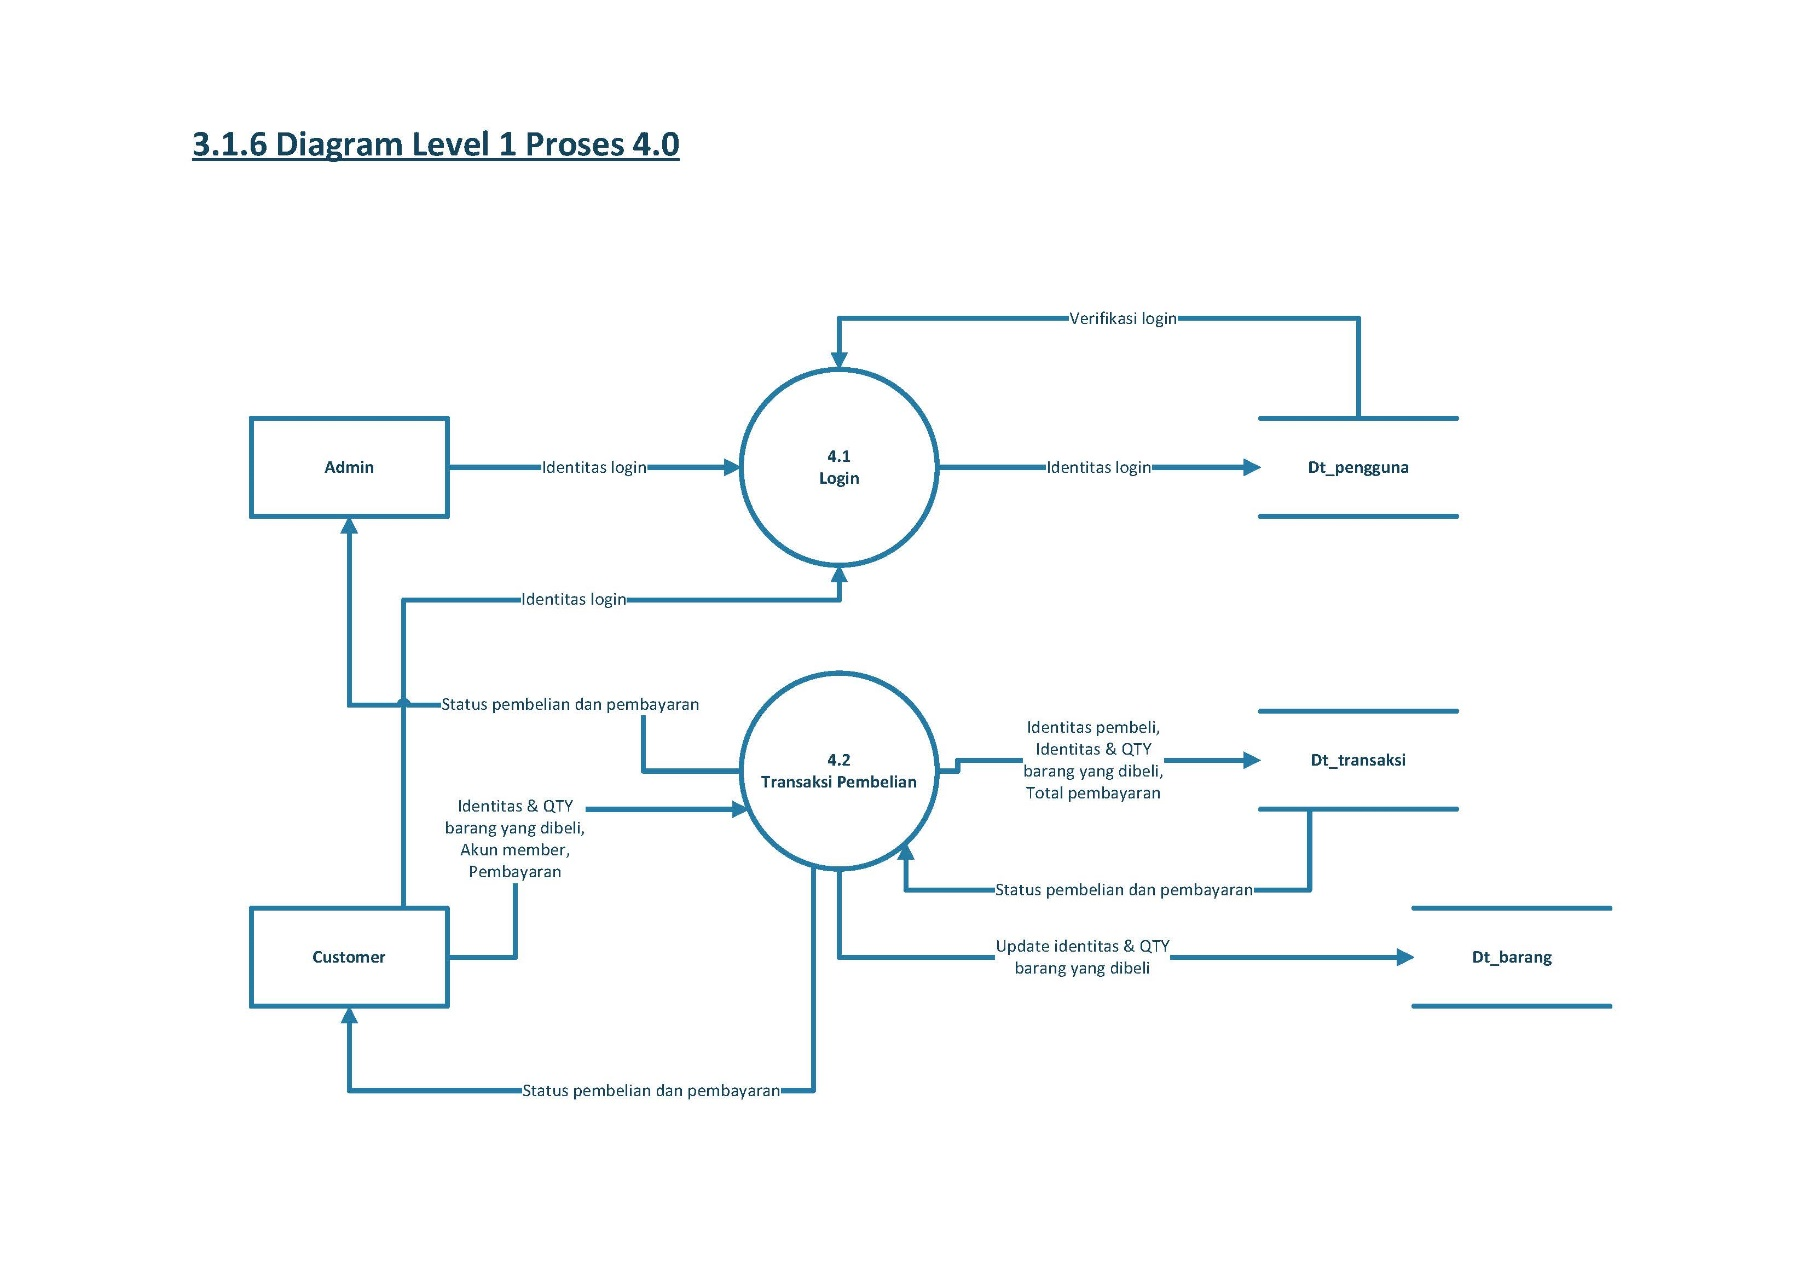 3.1.6 Diagram Level 1 Proses 4.0
Verifikasi login
Admin
Identitas login
4.1
Login
Identitas login
Dt_pengguna
Identitas login
Status pembelian dan pembayaran
4.2
Transaksi Pembelian
Identitas pembeli,
Identitas & QTY
barang yang dibeli,
Total pembayaran
Dt_transaksi
Identitas & QTY
barang yang dibeli,
Akun member,
Pembayaran
Status pembelian dan pembayaran
Customer
Update identitas & QTY
barang yang dibeli
Dt_barang
Status pembelian dan pembayaran